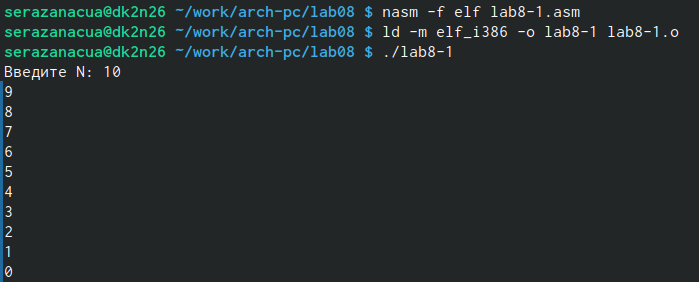 serazanacua@dk2n26 ~/work/arch-pc/lab08 $ nasm -f elf lab8-1.asm
serazanacua@dk2n26 ~/work/arch-pc/lab08 $ ld -m elf_i386 -o lab8-1 lab8-1.o
serazanacua@dk2n26 ~/work/arch-pc/lab08 $ ./lab8-1
Введите N: 10
9
8
7
6
5
4
3
2
1
0